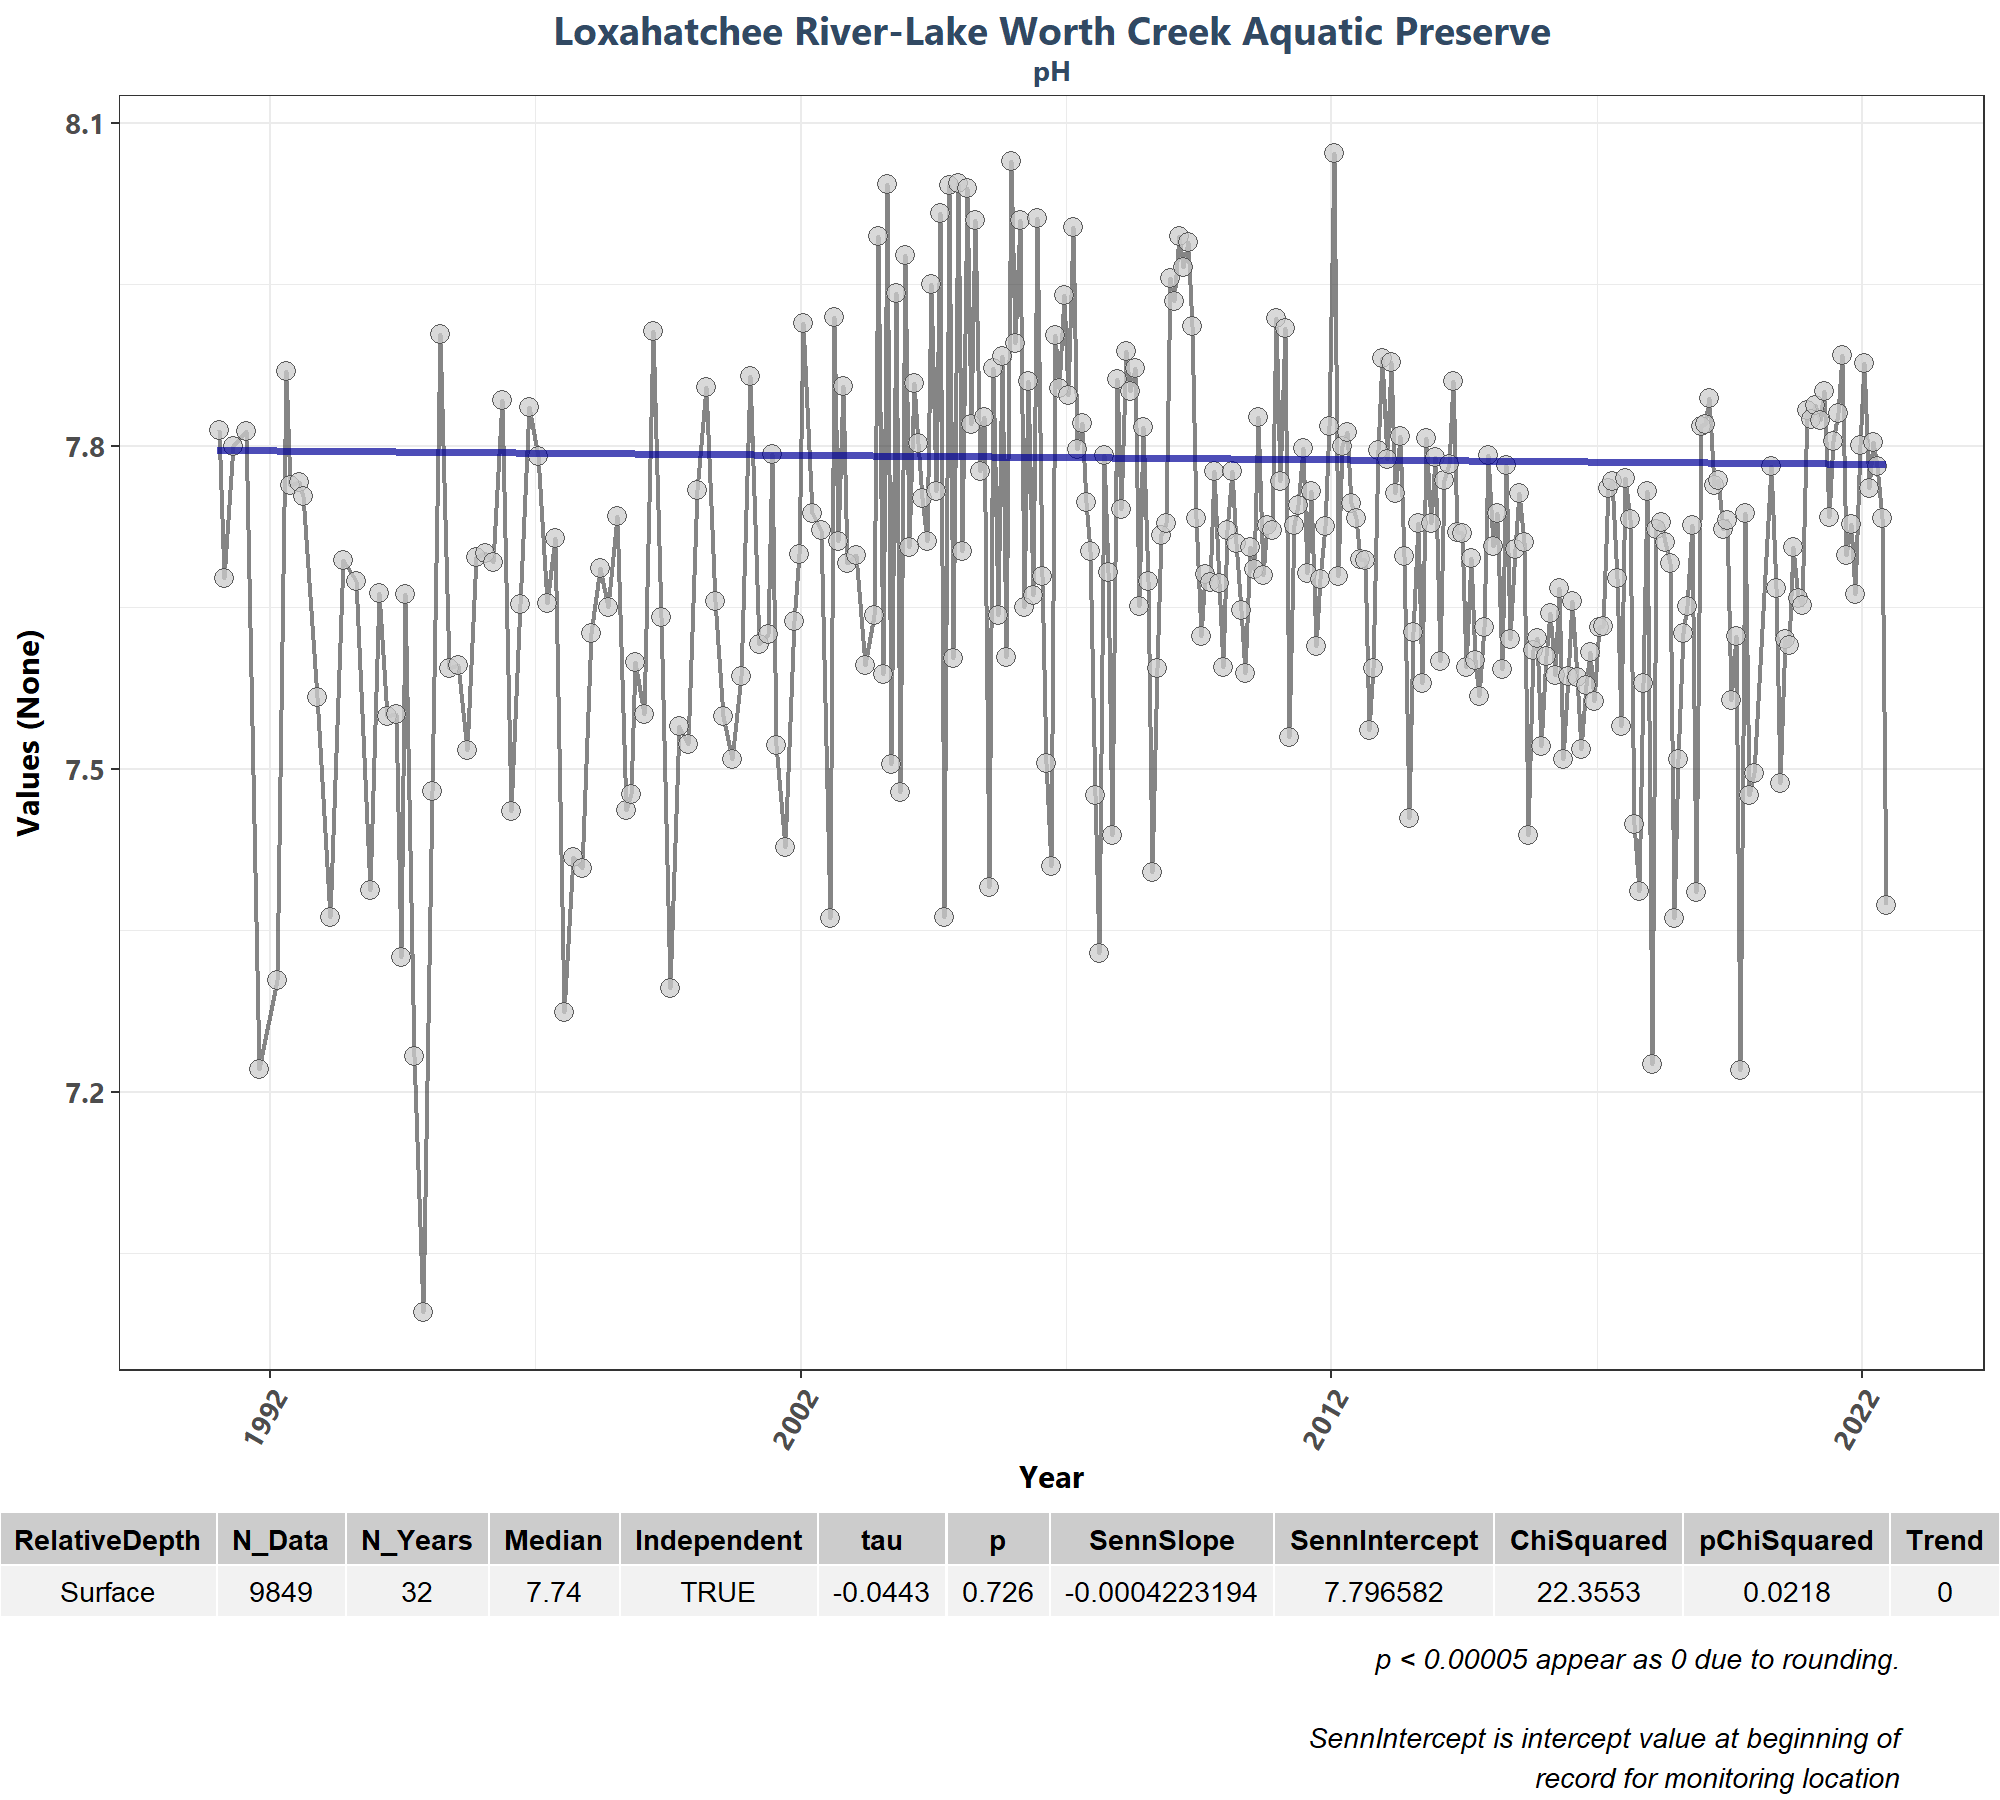 Loxahatchee River-Lake Worth Creek Aquatic Preserve
pH
8.1
7.8
7.5
7.2
Values (None)
1992
2002
2012
2022
Year
RelativeDepth N_Data N_Years Median Independent tau p SennSlope SennIntercept ChiSquared pChiSquared Trend
Surface 9849 32 7.74 TRUE -0.0443 0.726 -0.0004223194 7.796582 22.3553 0.0218 0
p < 0.00005 appear as 0 due to rounding.
SennIntercept is intercept value at beginning of
record for monitoring location